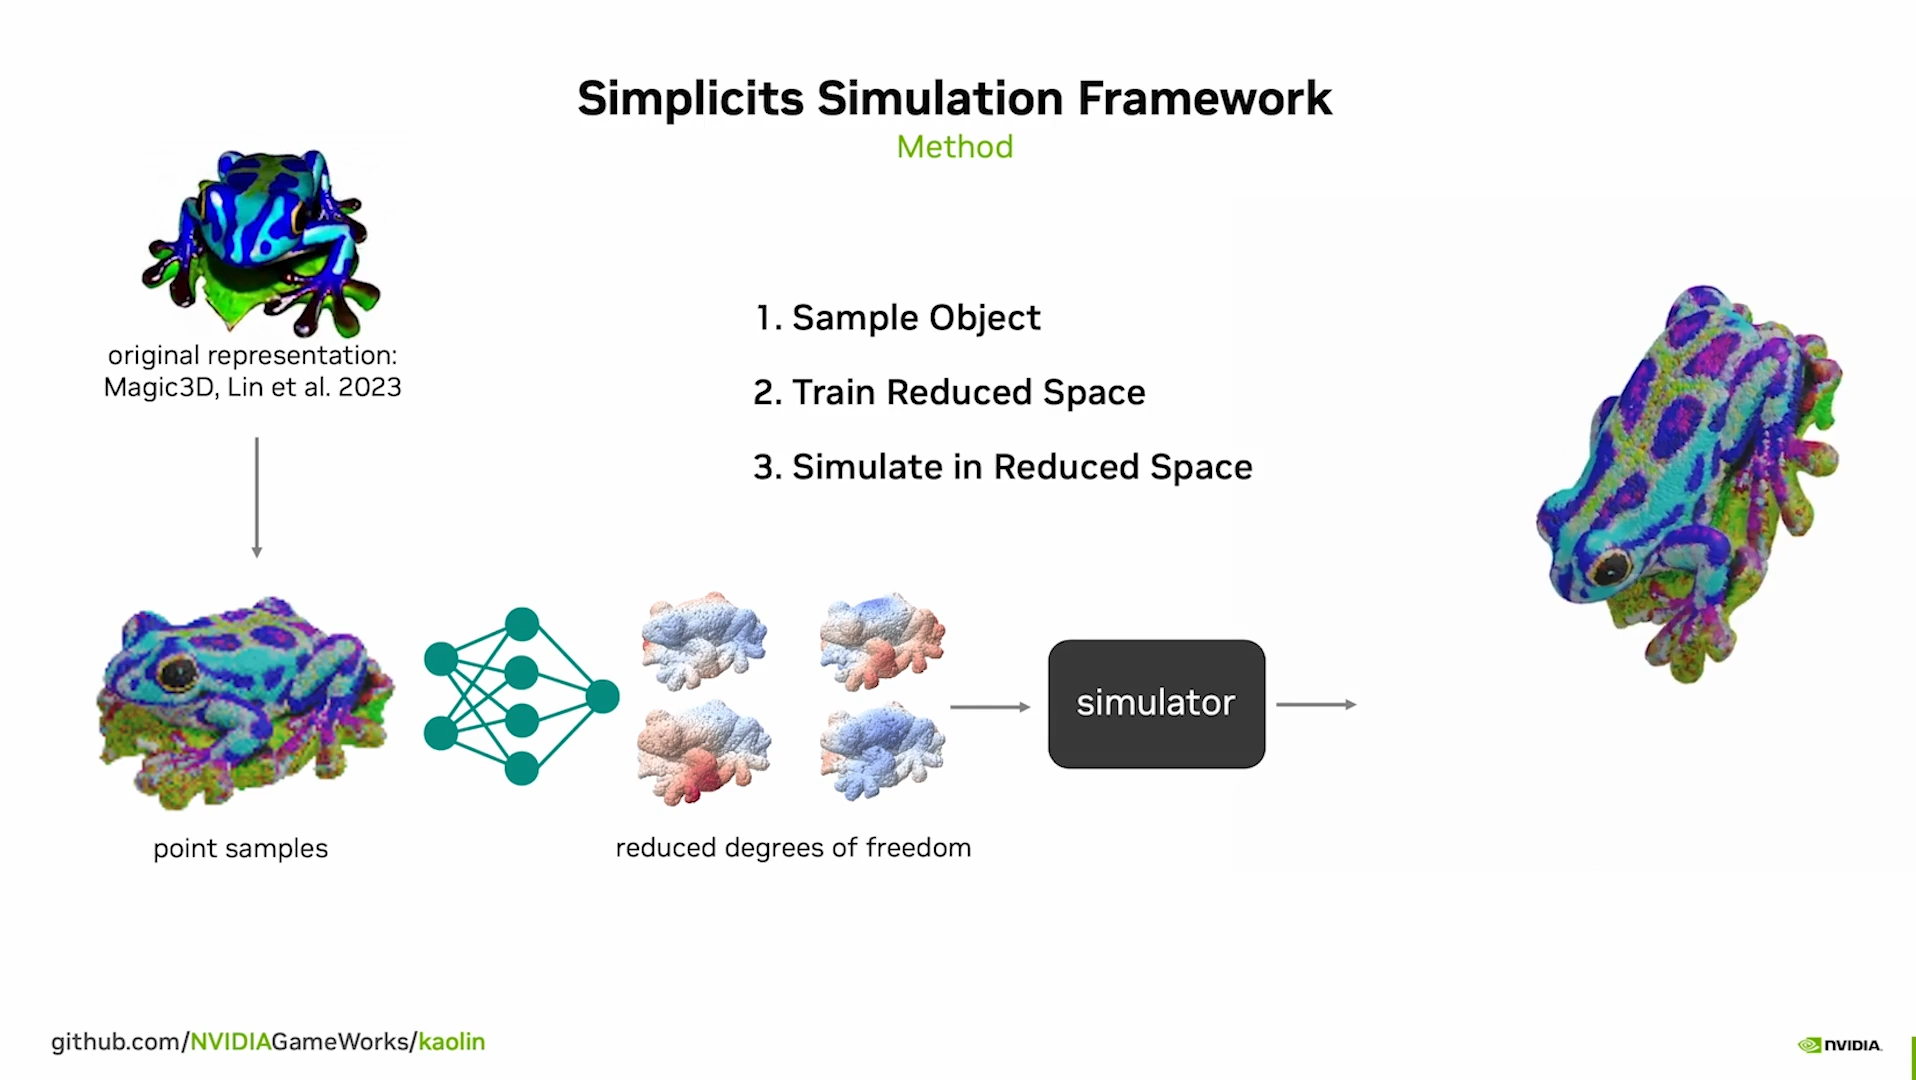 Simplicits Simulation Framework
Method
original representation:
Magic3D, Lin et al. 2023
1. Sample Object
2. Train Reduced Space
3. Simulate in Reduced Space
simulator
point samples
reduced degrees of freedom
github.com/NVIDIAGameWorks/kaolin
NVIDIA.